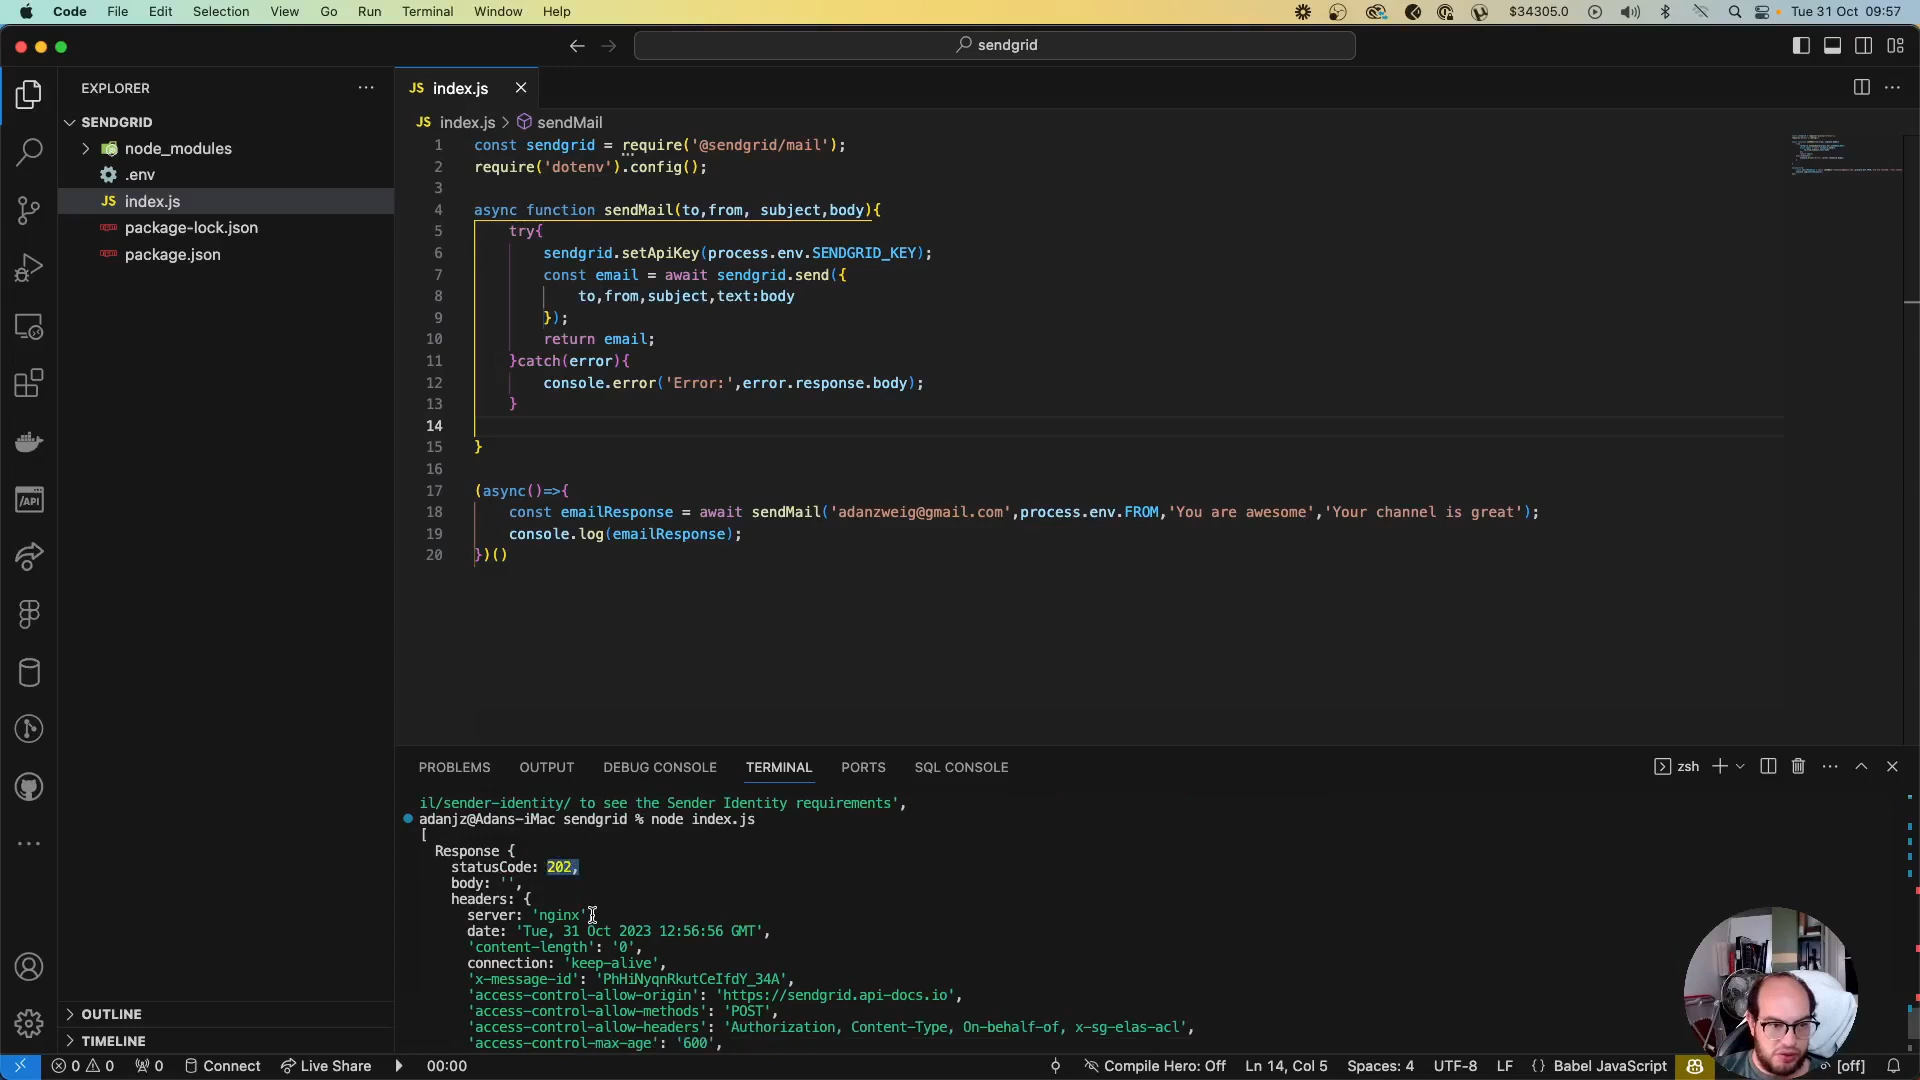 Code File Edit Selection View Go Run Terminal Window Help $34305.0 Tue 31 Oct 09:57
sendgrid
EXPLORER
SENDGRID
node_modules
.env
JS index.js
package-lock.json
package.json
OUTLINE
TIMELINE
JS index.js
JS index.js > sendMail
1 const sendgrid = require('@sendgrid/mail');
2 require('dotenv').config();
3
4 async function sendMail(to,from, subject,body){
5 try{
6 sendgrid.setApiKey(process.env.SENDGRID_KEY);
7 const email = await sendgrid.send({
8 to,from,subject,text:body
9 });
10 return email;
11 }catch(error){
12 console.error('Error:',error.response.body);
13 }
14
15 }
16
17 (async()=>{
18 const emailResponse = await sendMail('adanzweig@gmail.com',process.env.FROM,'You are awesome','Your channel is great');
19 console.log(emailResponse);
20 })()
PROBLEMS OUTPUT DEBUG CONSOLE TERMINAL PORTS SQL CONSOLE zsh
il/sender-identity/ to see the Sender Identity requirements',
adanjz@Adans-iMac sendgrid % node index.js
[
Response {
statusCode: 202,
body: '',
headers: {
server: 'nginx'
date: 'Tue, 31 Oct 2023 12:56:56 GMT',
'content-length': '0',
connection: 'keep-alive',
'x-message-id': 'PhHiNyqnRkutCeIfdY_34A',
'access-control-allow-origin': 'https://sendgrid.api-docs.io',
'access-control-allow-methods': 'POST',
'access-control-allow-headers': 'Authorization, Content-Type, On-behalf-of, x-sg-elas-acl',
'access-control-max-age': '600',
0 0 0 Connect Live Share 00:00 Compile Hero: Off Ln 14, Col 5 Spaces: 4 UTF-8 LF {} Babel JavaScript [off]